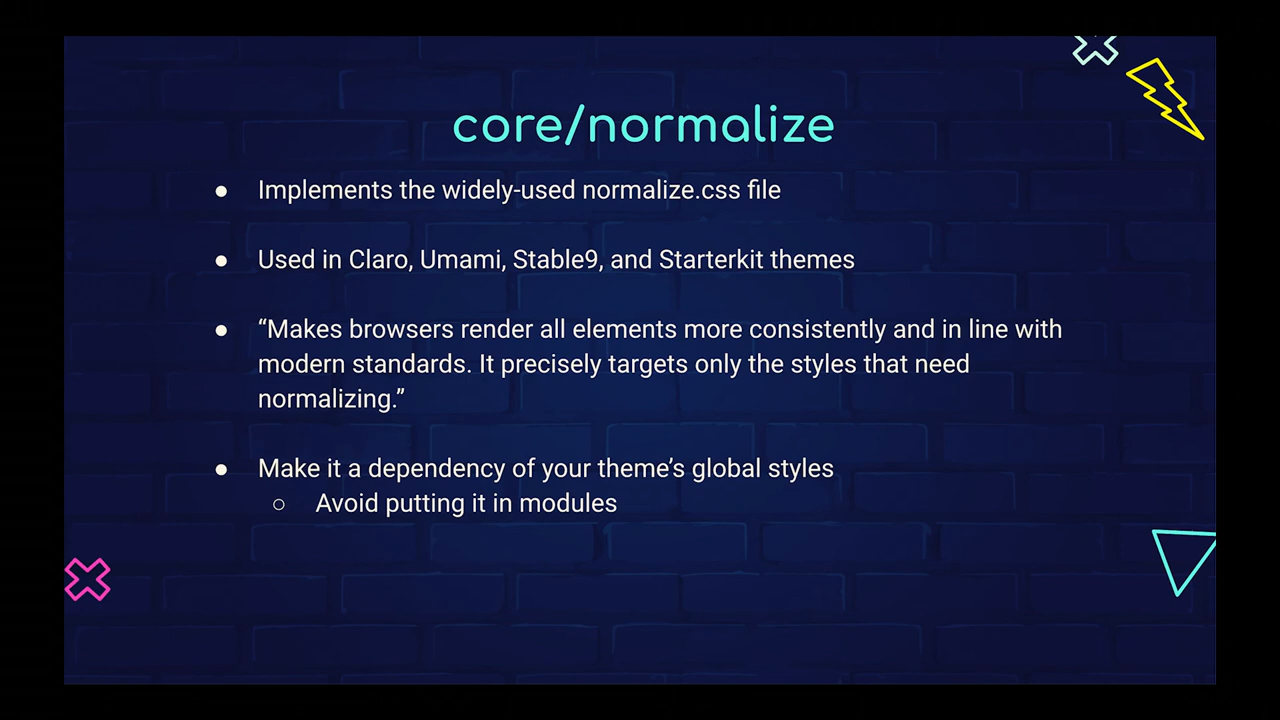 core/normalize
● Implements the widely-used normalize.css file
● Used in Claro, Umami, Stable9, and Starterkit themes
● “Makes browsers render all elements more consistently and in line with
modern standards. It precisely targets only the styles that need
normalizing.”
● Make it a dependency of your theme’s global styles
○ Avoid putting it in modules